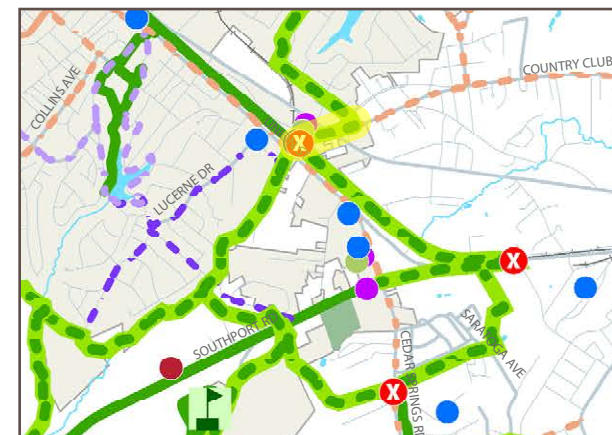 COLLINS AVE
COUNTRY CLUB
X
LUCERNE DR
X
SOUTHPORT R
SARATOGA AVE
CEDAR SPRINGS R
X